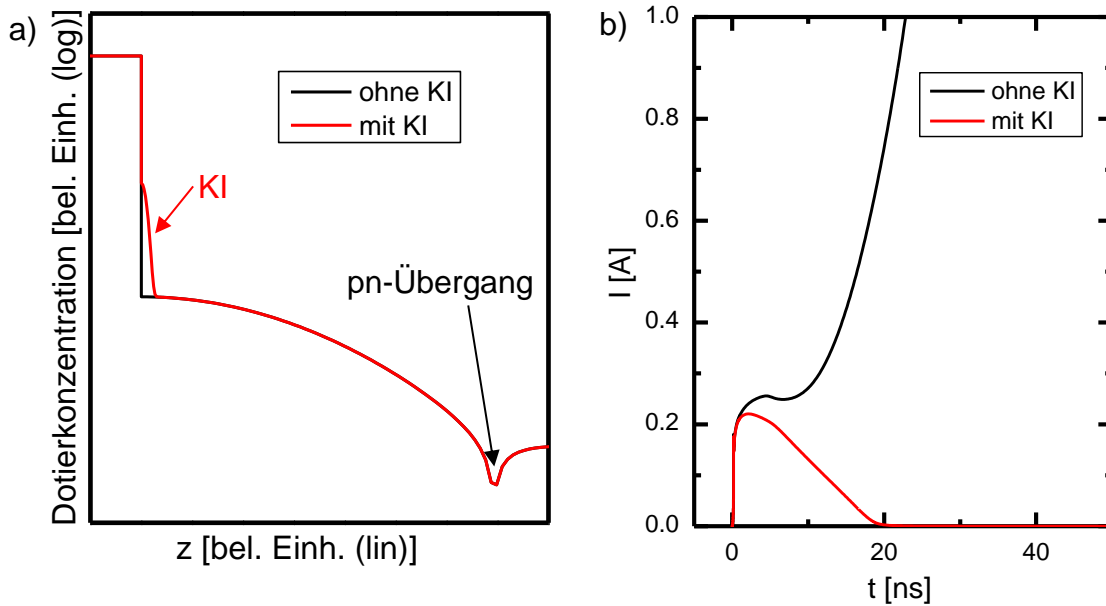 a)
Dotierkonzentration [bel. Einh. (log)]
ohne KI
mit KI
KI
pn-Übergang
z [bel. Einh. (lin)]
b)
I [A]
1.0
0.8
0.6
0.4
0.2
0.0
ohne KI
mit KI
0
20
40
t [ns]